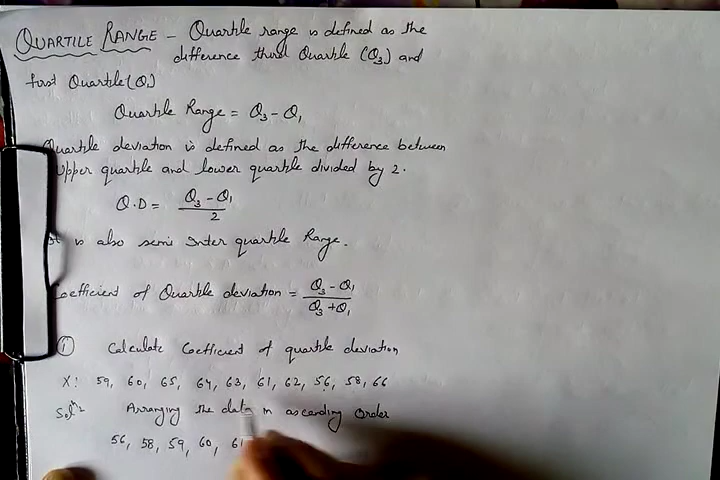 QUARTILE RANGE – Quartile range is defined as the
difference third Quartile (Q₃) and
first Quartile (Q₁)
Quartile Range = Q₃ – Q₁
Quartile deviation is defined as the difference between
Upper quartile and lower quartile divided by 2.
Q.D = Q₃ – Q₁ / 2
is also semi Inter quartile Range.
Coefficient of Quartile deviation = Q₃ – Q₁ / Q₃ + Q₁
① Calculate Coefficient of quartile deviation
X: 59, 60, 65, 64, 63, 61, 62, 56, 58, 66
Solⁿ Arranging the data in ascending Order
56, 58, 59, 60, 61